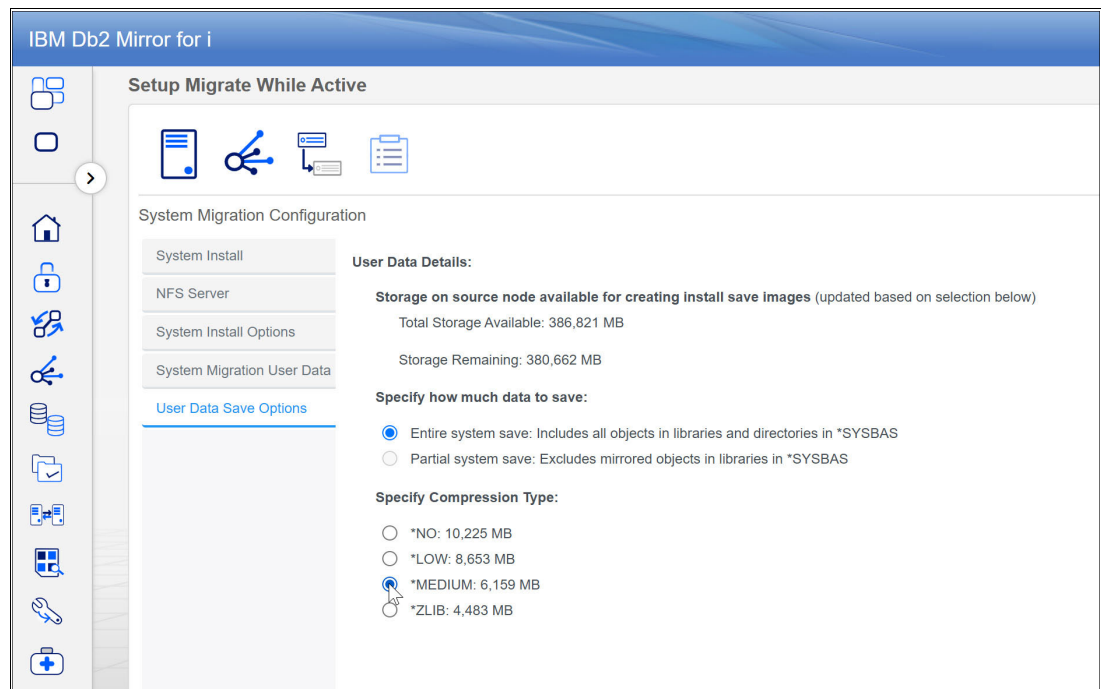 IBM Db2 Mirror for i
Setup Migrate While Active
System Migration Configuration
System Install
NFS Server
System Install Options
System Migration User Data
User Data Save Options
User Data Details:
Storage on source node available for creating install save images (updated based on selection below)
Total Storage Available: 386,821 MB
Storage Remaining: 380,662 MB
Specify how much data to save:
Entire system save: Includes all objects in libraries and directories in *SYSBAS
Partial system save: Excludes mirrored objects in libraries in *SYSBAS
Specify Compression Type:
*NO: 10,225 MB
*LOW: 8,653 MB
*MEDIUM: 6,159 MB
*ZLIB: 4,483 MB